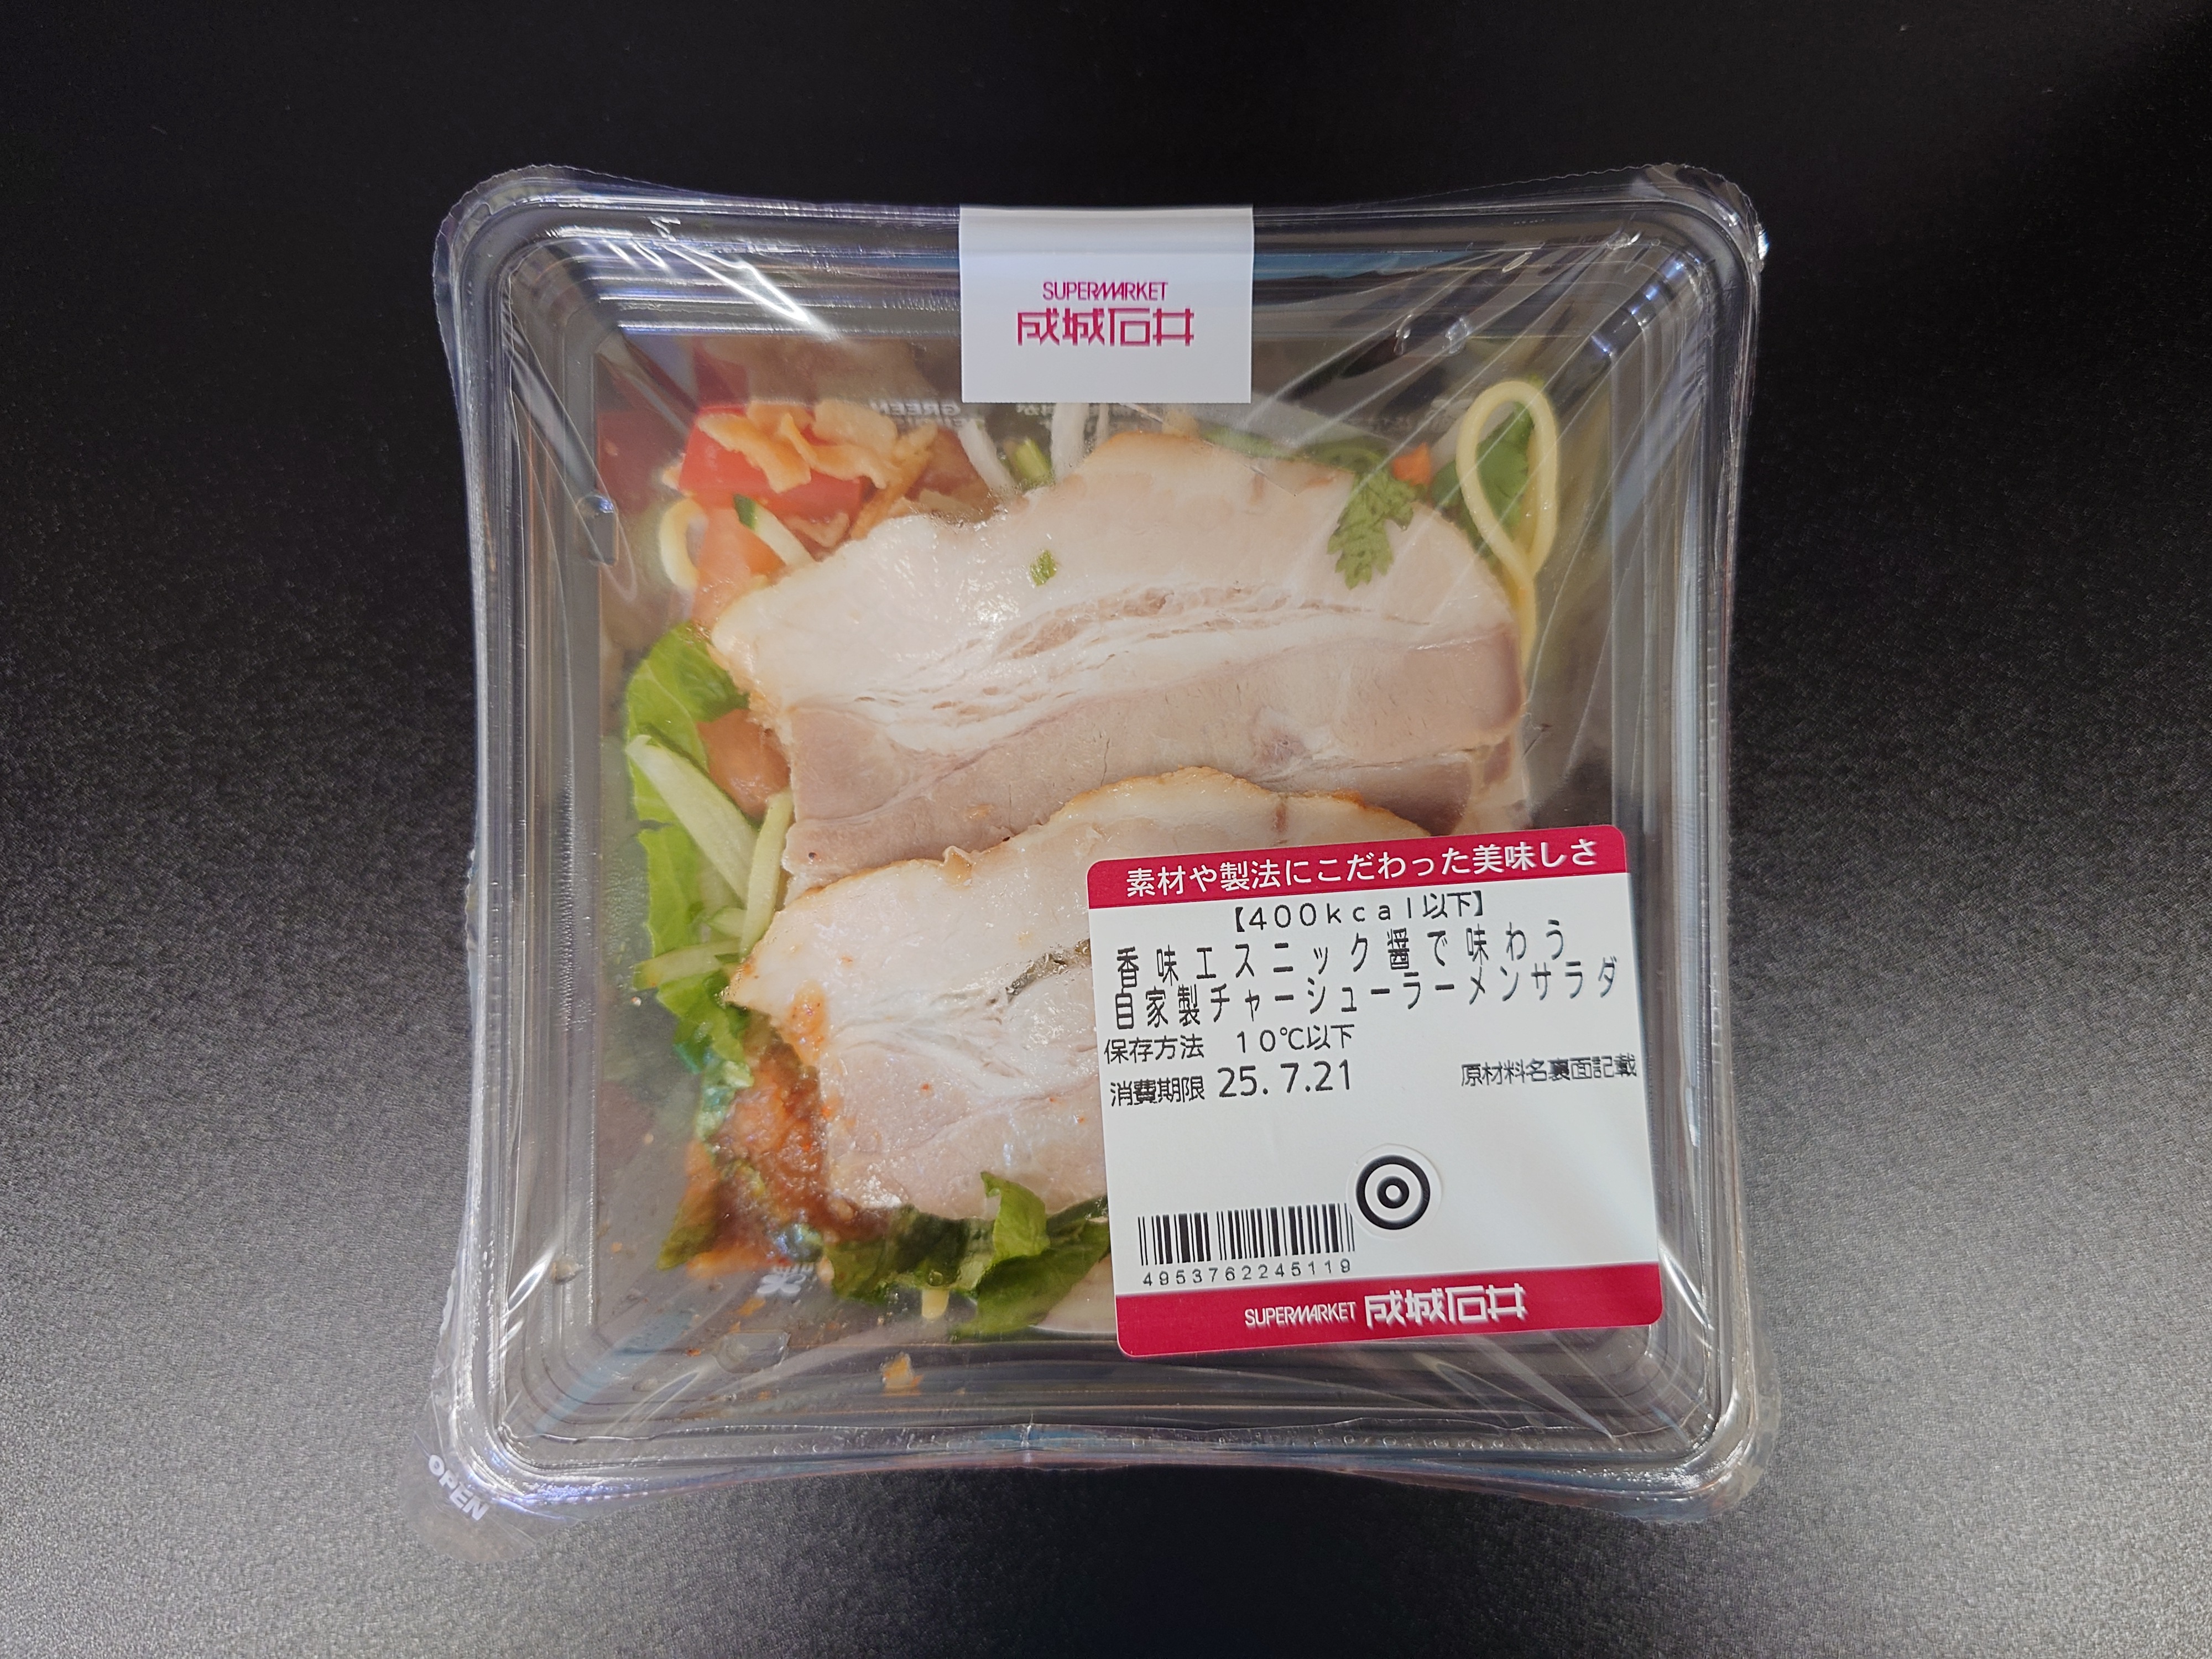 SUPERMARKET
成城石井
素材や製法にこだわった美味しさ
【400kcal以下】
香味エスニック醤で味わう
自家製チャーシューラーメンサラダ
保存方法 10℃以下
消費期限 25.7.21
原材料名裏面記載
4953762245119
SUPERMARKET 成城石井
OPEN